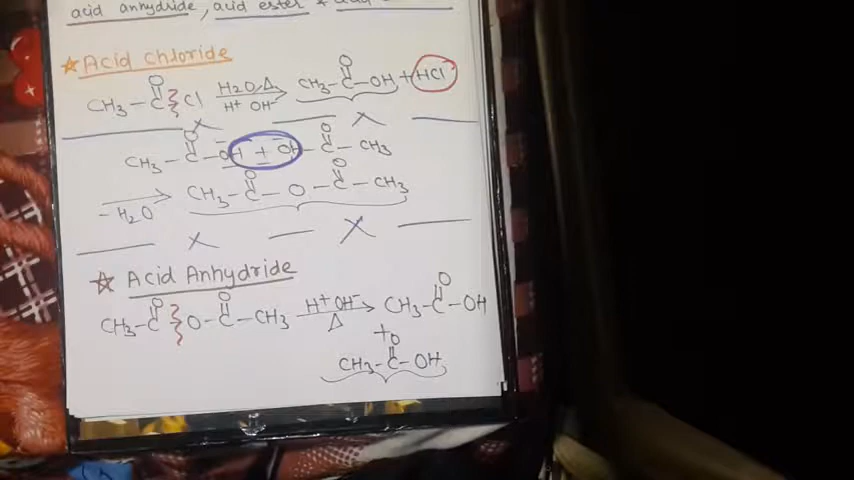 acid anhydride, acid ester + acid
☆ Acid chloride
O O
CH3 – C Cl H2O, Δ CH3 – C – OH + HCl
H+ OH-
x x
O O
CH3 – C – OH + OH – C – CH3
O O
– H2O CH3 – C – O – C – CH3
x x
☆ Acid Anhydride
O O O
CH3 – C O – C – CH3 H+ OH- CH3 – C – OH
Δ +
O
CH3 – C – OH